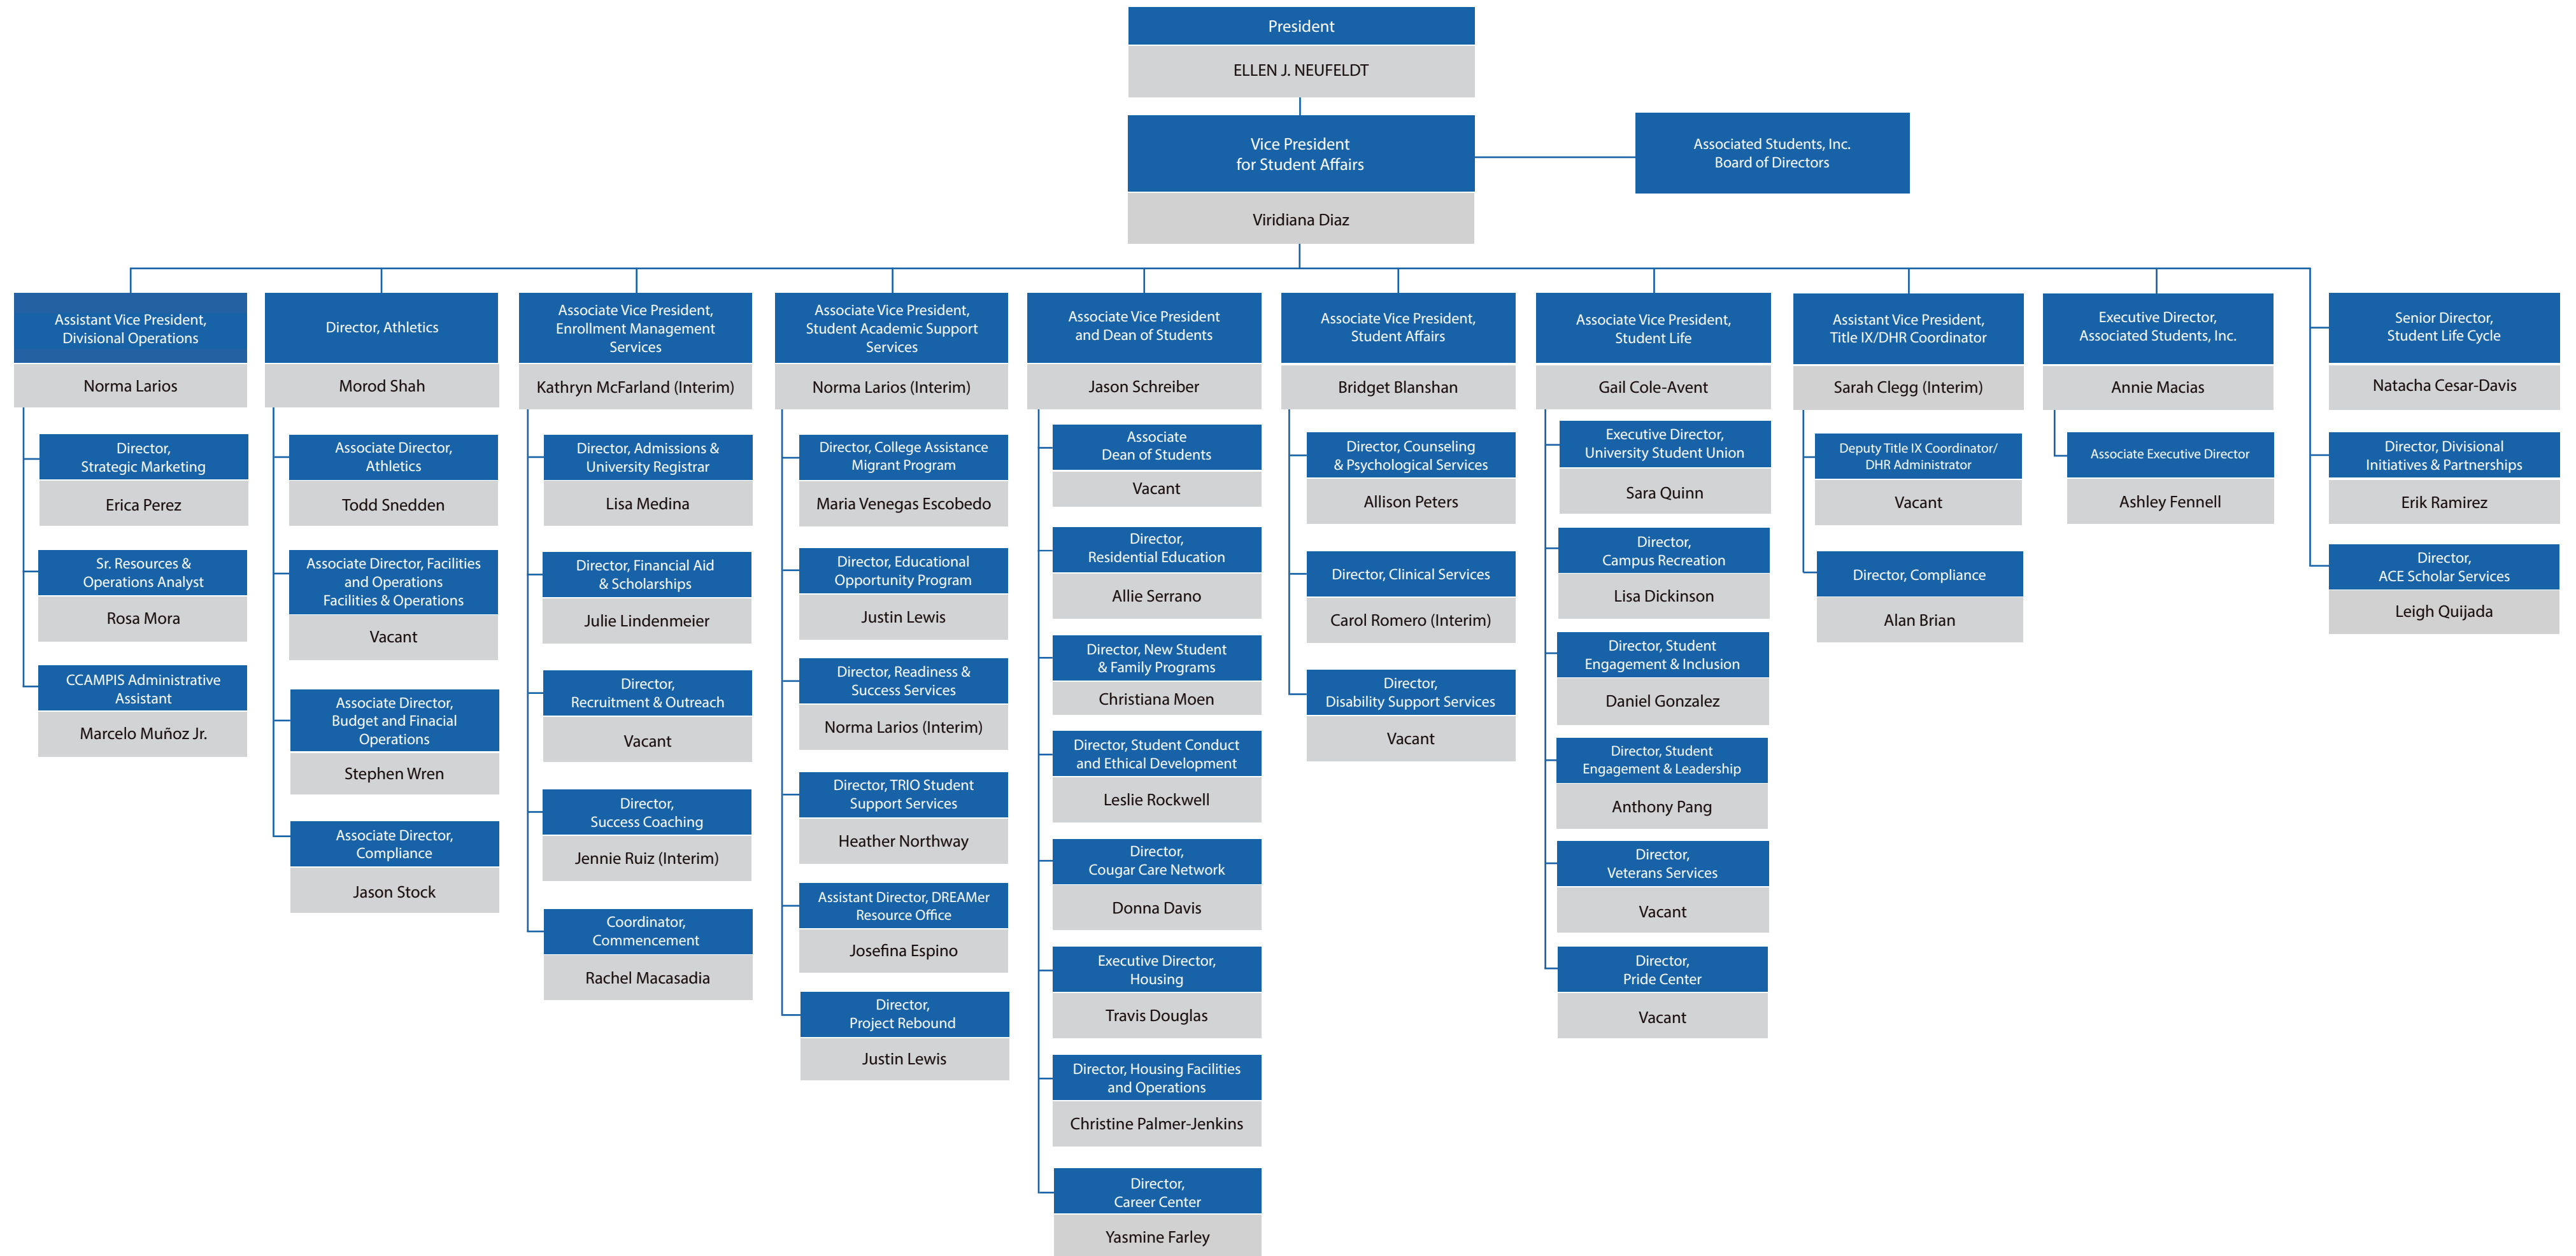 President
ELLEN J. NEUFELDT
Vice President
for Student Affairs
Viridiana Diaz
Associated Students, Inc.
Board of Directors
Assistant Vice President,
Divisional Operations
Norma Larios
Director,
Strategic Marketing
Erica Perez
Sr. Resources &
Operations Analyst
Rosa Mora
CCAMPIS Administrative
Assistant
Marcelo Muñoz Jr.
Director, Athletics
Morod Shah
Associate Director,
Athletics
Todd Snedden
Associate Director, Facilities
and Operations
Facilities & Operations
Vacant
Associate Director,
Budget and Finacial
Operations
Stephen Wren
Associate Director,
Compliance
Jason Stock
Associate Vice President,
Enrollment Management
Services
Kathryn McFarland (Interim)
Director, Admissions &
University Registrar
Lisa Medina
Director, Financial Aid
& Scholarships
Julie Lindenmeier
Director,
Recruitment & Outreach
Vacant
Director,
Success Coaching
Jennie Ruiz (Interim)
Coordinator,
Commencement
Rachel Macasadia
Associate Vice President,
Student Academic Support
Services
Norma Larios (Interim)
Director, College Assistance
Migrant Program
Maria Venegas Escobedo
Director, Educational
Opportunity Program
Justin Lewis
Director, Readiness &
Success Services
Norma Larios (Interim)
Director, TRIO Student
Support Services
Heather Northway
Assistant Director, DREAMer
Resource Office
Josefina Espino
Director,
Project Rebound
Justin Lewis
Associate Vice President
and Dean of Students
Jason Schreiber
Associate
Dean of Students
Vacant
Director,
Residential Education
Allie Serrano
Director, New Student
& Family Programs
Christiana Moen
Director, Student Conduct
and Ethical Development
Leslie Rockwell
Director,
Cougar Care Network
Donna Davis
Executive Director,
Housing
Travis Douglas
Director, Housing Facilities
and Operations
Christine Palmer-Jenkins
Director,
Career Center
Yasmine Farley
Associate Vice President,
Student Affairs
Bridget Blanshan
Director, Counseling
& Psychological Services
Allison Peters
Director, Clinical Services
Carol Romero (Interim)
Director,
Disability Support Services
Vacant
Associate Vice President,
Student Life
Gail Cole-Avent
Executive Director,
University Student Union
Sara Quinn
Director,
Campus Recreation
Lisa Dickinson
Director, Student
Engagement & Inclusion
Daniel Gonzalez
Director, Student
Engagement & Leadership
Anthony Pang
Director,
Veterans Services
Vacant
Director,
Pride Center
Vacant
Assistant Vice President,
Title IX/DHR Coordinator
Sarah Clegg (Interim)
Deputy Title IX Coordinator/
DHR Administrator
Vacant
Director, Compliance
Alan Brian
Executive Director,
Associated Students, Inc.
Annie Macias
Associate Executive Director
Ashley Fennell
Senior Director,
Student Life Cycle
Natacha Cesar-Davis
Director, Divisional
Initiatives & Partnerships
Erik Ramirez
Director,
ACE Scholar Services
Leigh Quijada